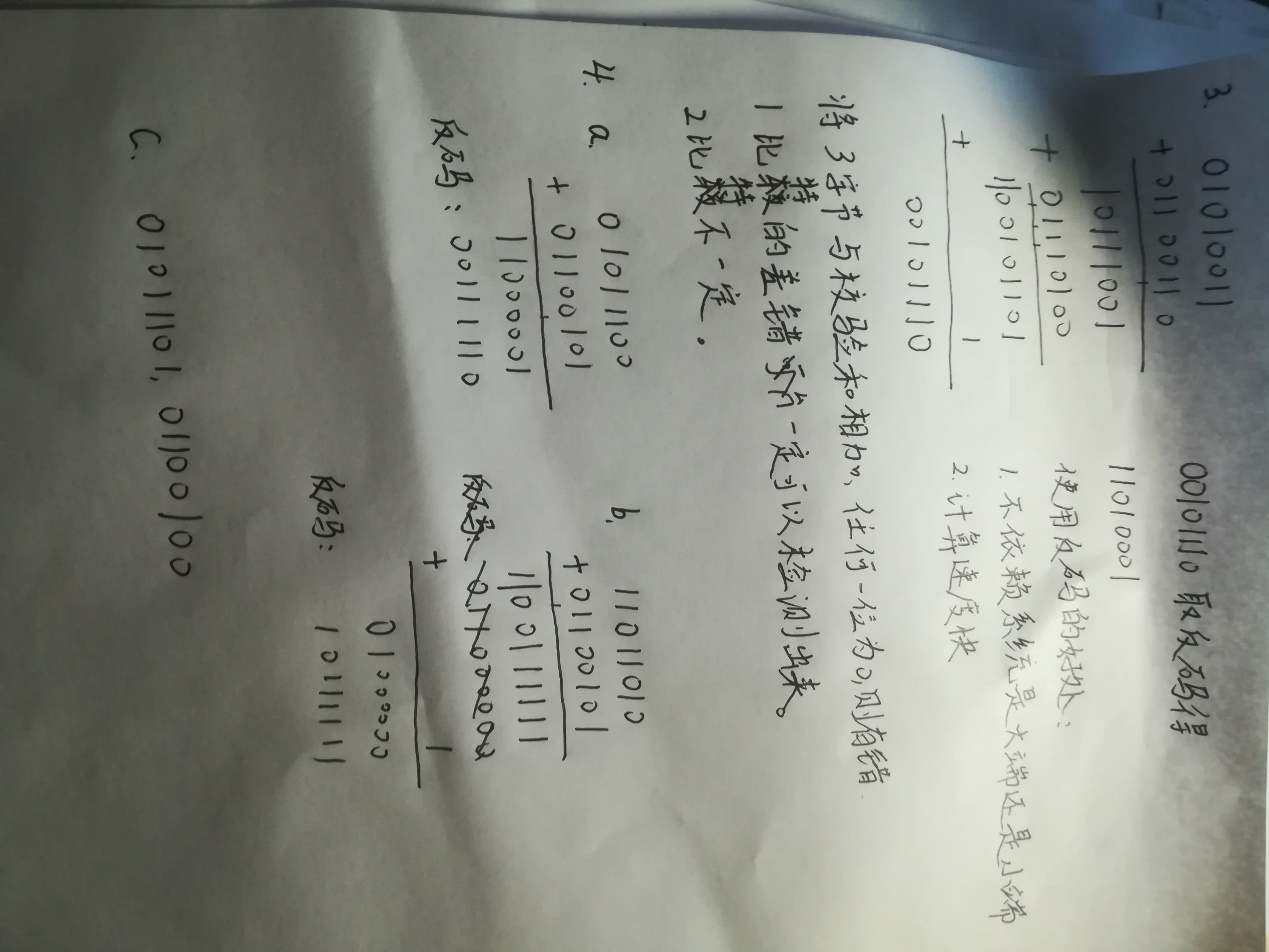 3. 01010011
+ 01100110
10111001
+ 01110100
100101101
+ 1
00101110
00101110 取反码得
11010001
使用反码的好处：
1. 不依赖系统是大端还是小端
2. 计算速度快
将3字节与校验和相加，任何一位为0，则有错.
1比特的差错 一定可以检测出来。
2比特不一定。
4. a. 01011100
+ 01100101
11000001
反码：00111110
b. 11011010
+ 01100101
100111111
+ 1
01000000
反码： 10111111
C. 01011101, 01100100